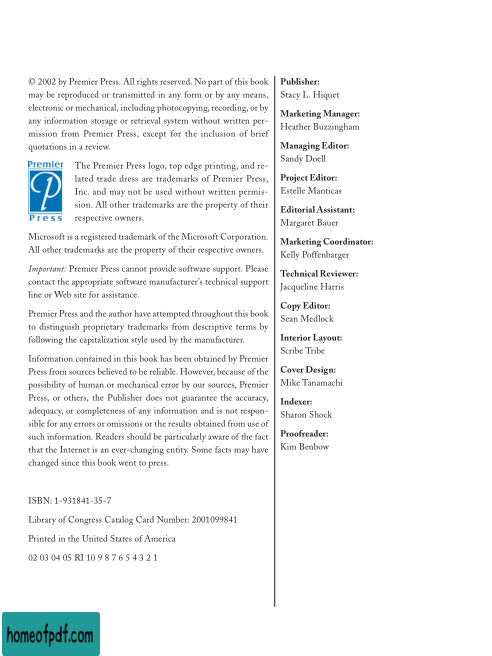 © 2002 by Premier Press. All rights reserved. No part of this book
may be reproduced or transmitted in any form or by any means,
electronic or mechanical, including photocopying, recording, or by
any information storage or retrieval system without written per-
mission from Premier Press, except for the inclusion of brief
quotations in a review.
Premier
P
Press
The Premier Press logo, top edge printing, and re-
lated trade dress are trademarks of Premier Press,
Inc. and may not be used without written permis-
sion. All other trademarks are the property of their
respective owners.
Microsoft is a registered trademark of the Microsoft Corporation.
All other trademarks are the property of their respective owners.
Important: Premier Press cannot provide software support. Please
contact the appropriate software manufacturer's technical support
line or Web site for assistance.
Premier Press and the author have attempted throughout this book
to distinguish proprietary trademarks from descriptive terms by
following the capitalization style used by the manufacturer.
Information contained in this book has been obtained by Premier
Press from sources believed to be reliable. However, because of the
possibility of human or mechanical error by our sources, Premier
Press, or others, the Publisher does not guarantee the accuracy,
adequacy, or completeness of any information and is not respon-
sible for any errors or omissions or the results obtained from use of
such information. Readers should be particularly aware of the fact
that the Internet is an ever-changing entity. Some facts may have
changed since this book went to press.
ISBN: 1-931841-35-7
Library of Congress Catalog Card Number: 2001099841
Printed in the United States of America
02 03 04 05 RI 10 9 8 7 6 5 4 3 2 1
Publisher:
Stacy L. Hiquet
Marketing Manager:
Heather Buzzingham
Managing Editor:
Sandy Doell
Project Editor:
Estelle Manticas
Editorial Assistant:
Margaret Bauer
Marketing Coordinator:
Kelly Poffenbarger
Technical Reviewer:
Jacqueline Harris
Copy Editor:
Sean Medlock
Interior Layout:
Scribe Tribe
Cover Design:
Mike Tanamachi
Indexer:
Sharon Shock
Proofreader:
Kim Benbow
homeofpdf.com